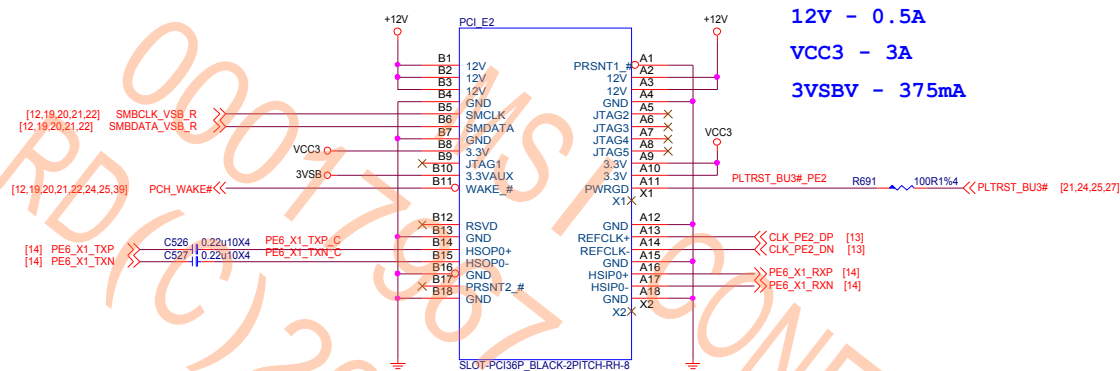 12V - 0.5A
VCC3 - 3A
3VSBV - 375mA
+12V
PCI_E2
+12V
B1 12V PRSNT1_# A1
B2 12V 12V A2
B3 12V 12V A3
B4 GND GND A4
[12,19,20,21,22] SMBCLK_VSB_R B5 SMCLK JTAG2 A5
[12,19,20,21,22] SMBDATA_VSB_R B6 SMDATA JTAG3 A6
B7 GND JTAG4 A7
VCC3 B8 3.3V JTAG5 A8 VCC3
B9 JTAG1 3.3V A9
3VSB B10 3.3VAUX 3.3V A10
[12,19,20,21,22,24,25,39] PCH_WAKE# B11 WAKE_# PWRGD A11 PLTRST_BU3#_PE2 R691 100R1%4 PLTRST_BU3# [21,24,25,27]
X1 X1
B12 RSVD GND A12
B13 GND REFCLK+ A13 CLK_PE2_DP [13]
[14] PE6_X1_TXP C526 0.22u10X4 PE6_X1_TXP_C B14 HSOP0+ REFCLK- A14 CLK_PE2_DN [13]
[14] PE6_X1_TXN C527 0.22u10X4 PE6_X1_TXN_C B15 HSOP0- GND A15
B16 GND HSIP0+ A16 PE6_X1_RXP [14]
B17 PRSNT2_# HSIP0- A17 PE6_X1_RXN [14]
B18 GND GND A18
X2 X2
SLOT-PCI36P_BLACK-2PITCH-RH-8
00017967
MSI
RD(C)20
CONF